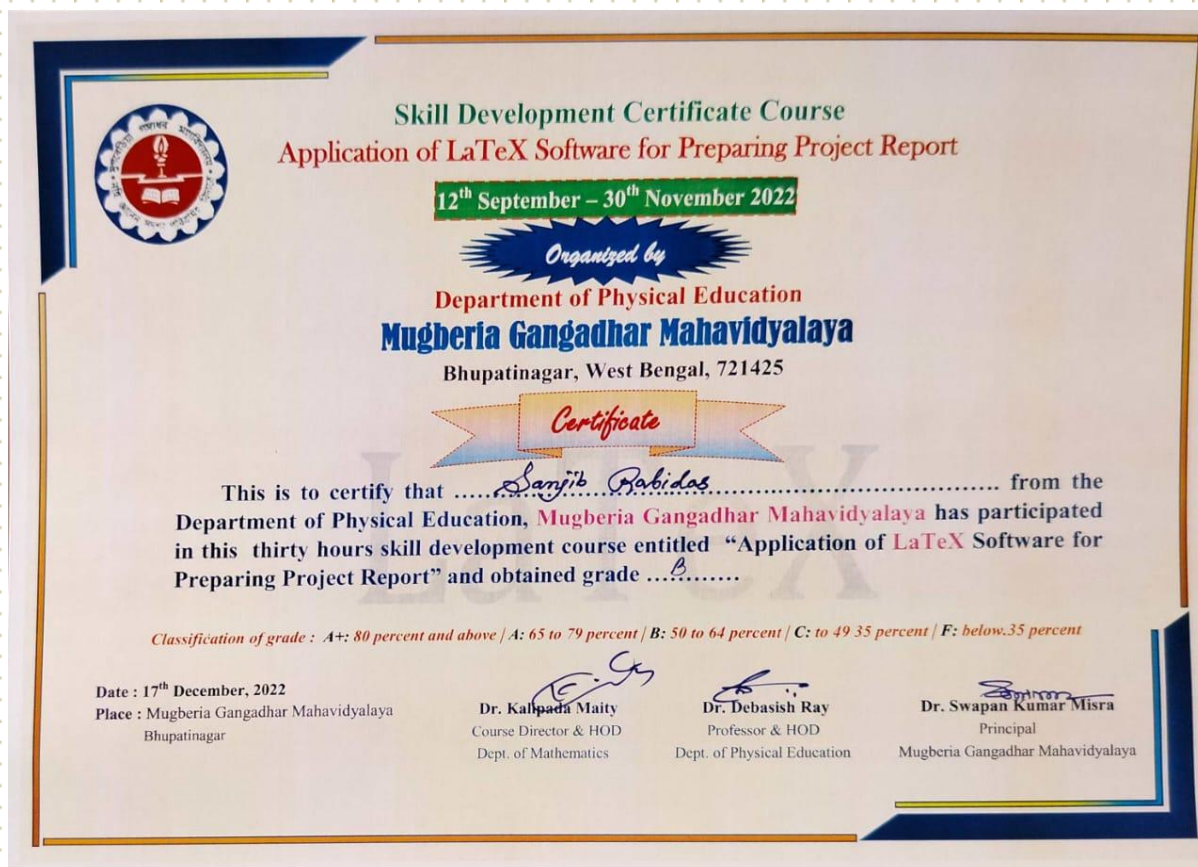 Skill Development Certificate Course
Application of LaTeX Software for Preparing Project Report
12th September – 30th November 2022
Organized by
Department of Physical Education
Mugberia Gangadhar Mahavidyalaya
Bhupatinagar, West Bengal, 721425
Certificate
LaTeX
This is to certify that ......Sanjib Rabidas.......................................... from the
Department of Physical Education, Mugberia Gangadhar Mahavidyalaya has participated
in this thirty hours skill development course entitled “Application of LaTeX Software for
Preparing Project Report” and obtained grade ....B........
Classification of grade : A+: 80 percent and above | A: 65 to 79 percent | B: 50 to 64 percent | C: to 49 35 percent | F: below.35 percent
Date : 17th December, 2022
Place : Mugberia Gangadhar Mahavidyalaya
Bhupatinagar
Dr. Kalipada Maity
Course Director & HOD
Dept. of Mathematics
Dr. Debasish Ray
Professor & HOD
Dept. of Physical Education
Dr. Swapan Kumar Misra
Principal
Mugberia Gangadhar Mahavidyalaya